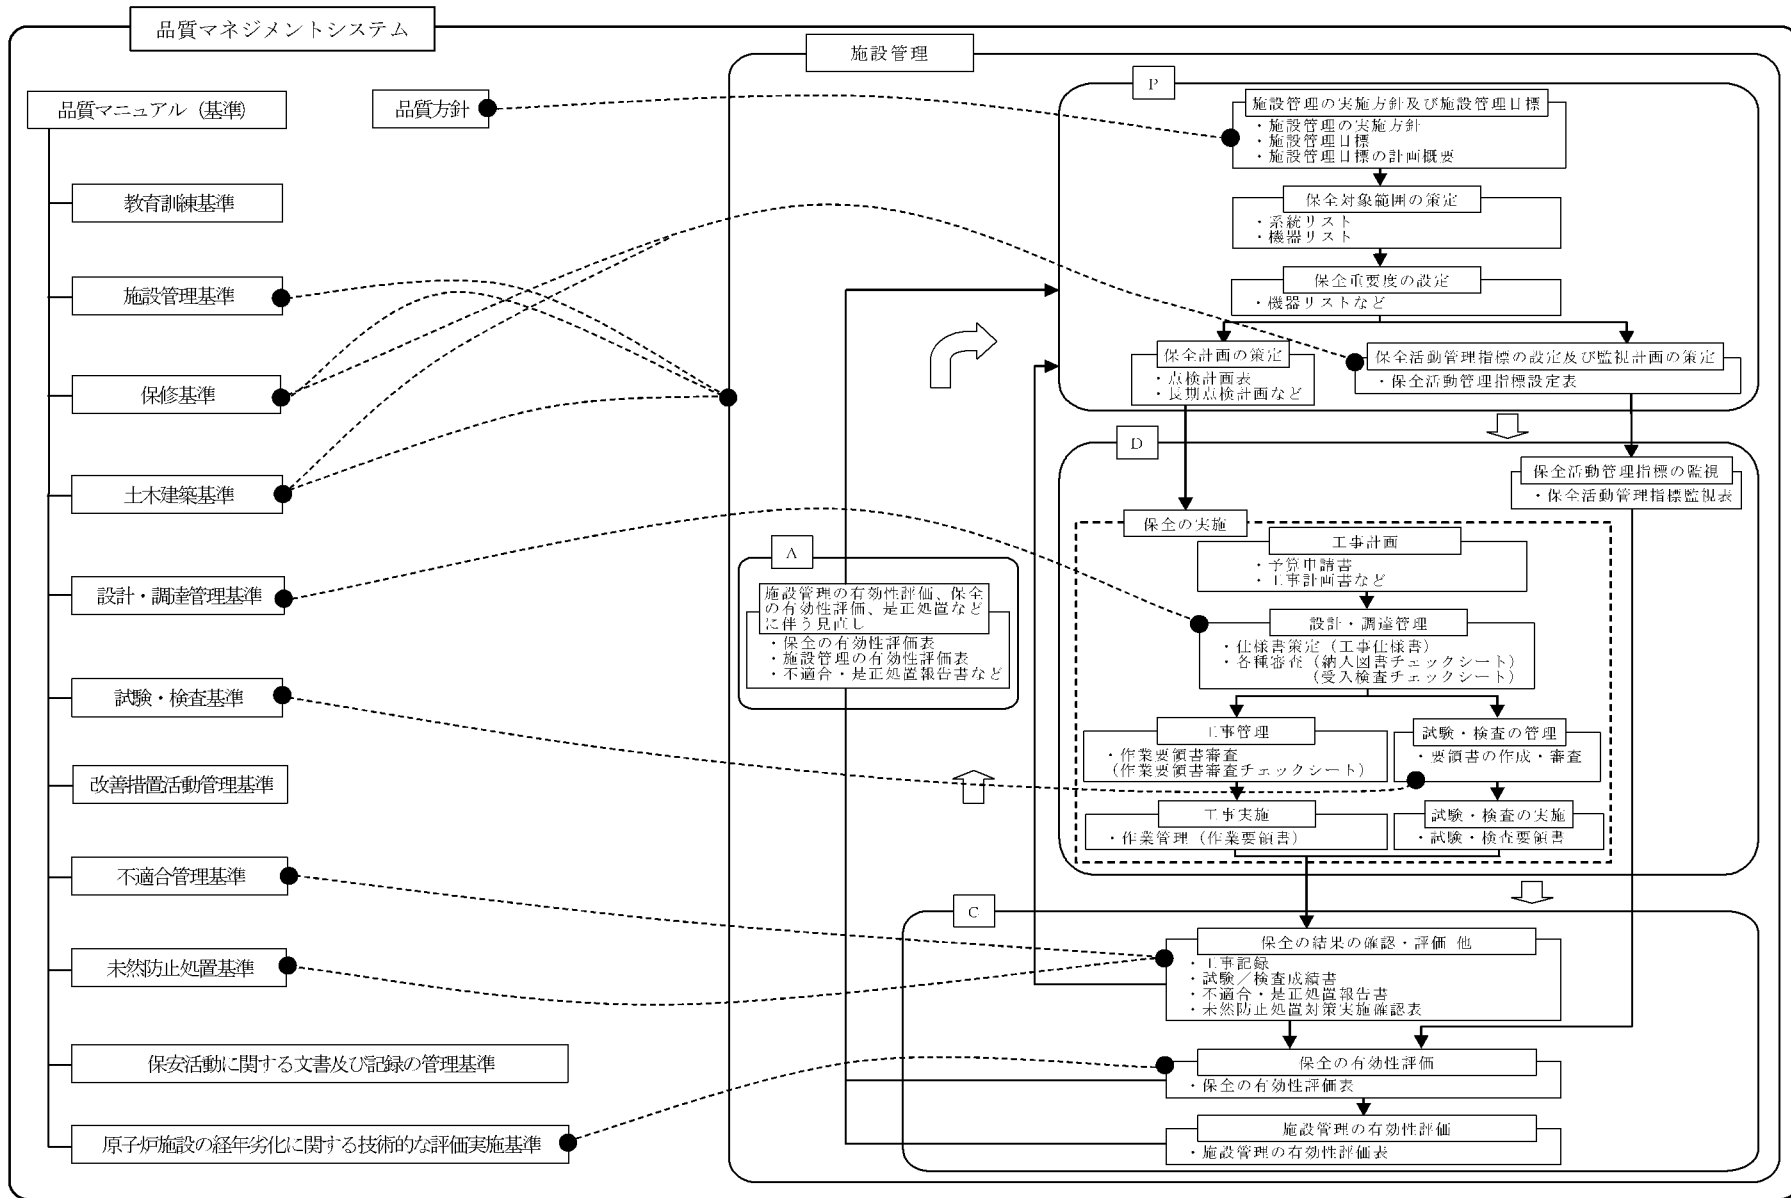 品質マネジメントシステム
品質マニュアル（基準）
品質方針
教育訓練基準
施設管理基準
保修基準
土木建築基準
設計・調達管理基準
試験・検査基準
改善措置活動管理基準
不適合管理基準
未然防止処置基準
保安活動に関する文書及び記録の管理基準
原子炉施設の経年劣化に関する技術的な評価実施基準
施設管理
P
施設管理の実施方針及び施設管理目標
・施設管理の実施方針
・施設管理目標
・施設管理目標の計画概要
保全対象範囲の策定
・系統リスト
・機器リスト
保全重要度の設定
・機器リストなど
保全計画の策定
・点検計画表
・長期点検計画など
保全活動管理指標の設定及び監視計画の策定
・保全活動管理指標設定表
D
保全活動管理指標の監視
・保全活動管理指標監視表
保全の実施
工事計画
・予算申請書
・工事計画書など
設計・調達管理
・仕様書策定（工事仕様書）
・各種審査（納入図書チェックシート）
（受入検査チェックシート）
工事管理
・作業要領書審査
（作業要領書審査チェックシート）
試験・検査の管理
・要領書の作成・審査
工事実施
・作業管理（作業要領書）
試験・検査の実施
・試験・検査要領書
A
施設管理の有効性評価、保全
の有効性評価、是正処置など
に伴う見直し
・保全の有効性評価表
・施設管理の有効性評価表
・不適合・是正処置報告書など
C
保全の結果の確認・評価 他
・工事記録
・試験／検査成績書
・不適合・是正処置報告書
・未然防止処置対策実施確認表
保全の有効性評価
・保全の有効性評価表
施設管理の有効性評価
・施設管理の有効性評価表